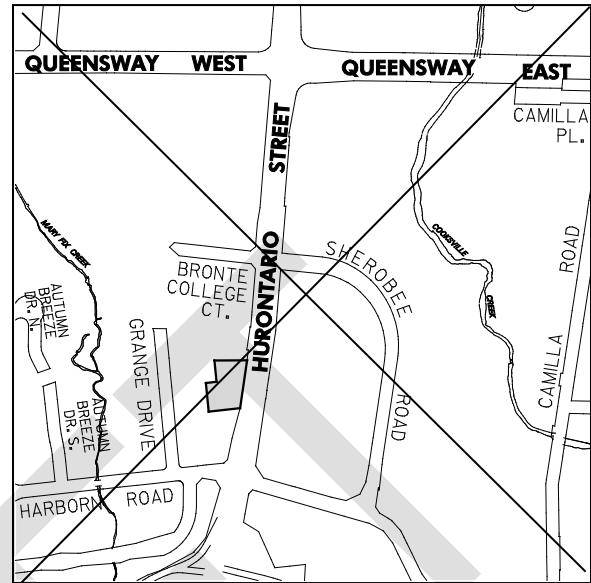 QUEENSWAY WEST
QUEENSWAY EAST
CAMILLA
PL.
HURONTARIO STREET
MARY FIX CREEK
COOKSVILLE CREEK
SHEROBEE ROAD
BRONTE
COLLEGE
CT.
CAMILLA ROAD
AUTUMN
BREEZE
DR. N.
GRANGE DRIVE
AUTUMN
BREEZE
DR. S.
HARBORN ROAD